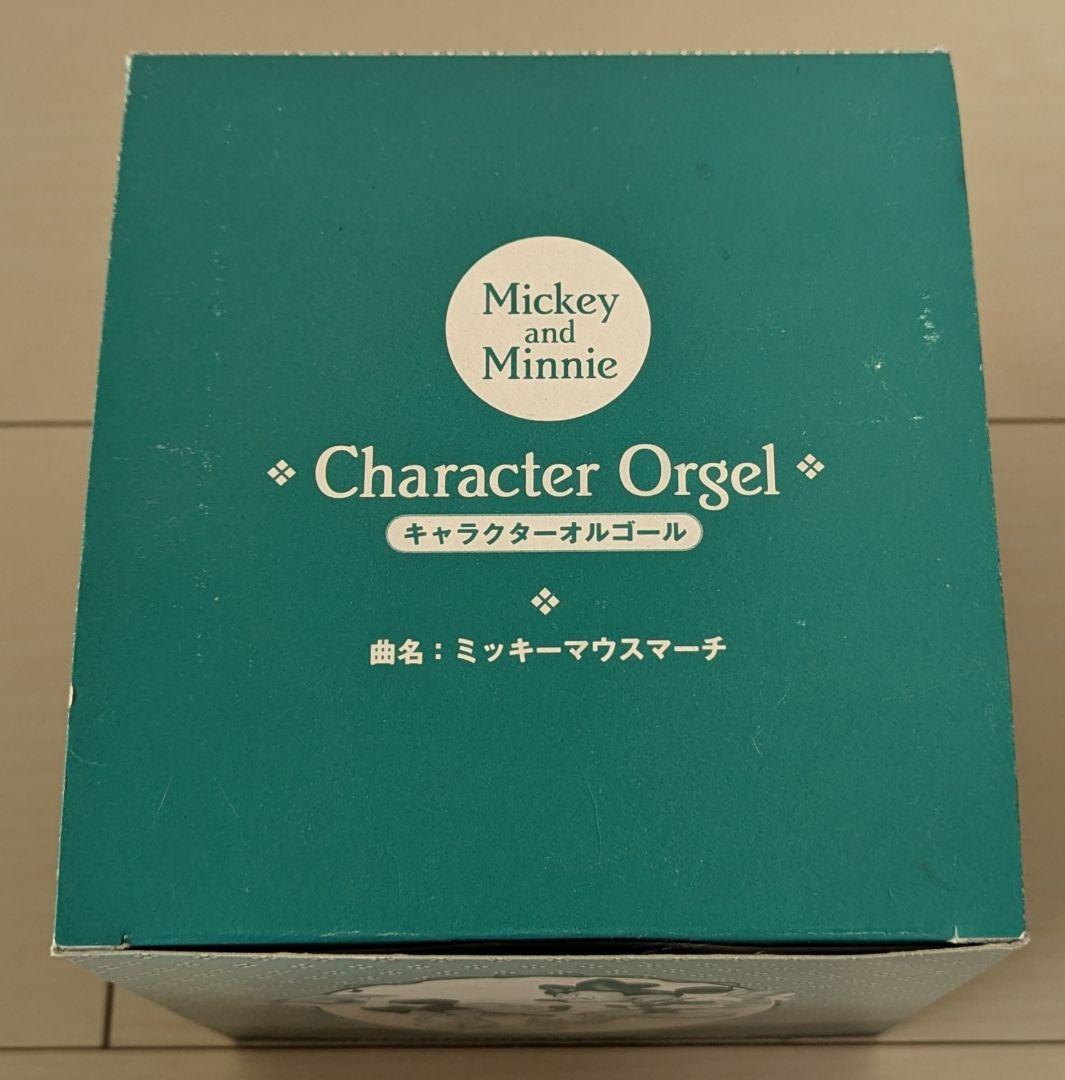 Mickey
and
Minnie
Character Orgel
キャラクターオルゴール
曲名：ミッキーマウスマーチ